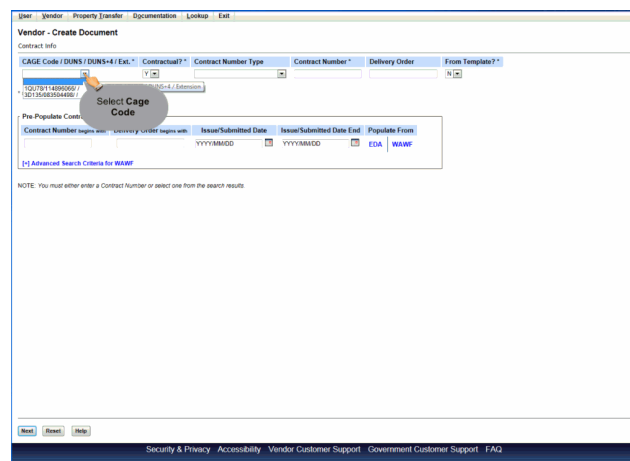 User Vendor Property Transfer Documentation Lookup Exit
Vendor - Create Document
Contract Info
CAGE Code / DUNS / DUNS+4 / Ext. * Contractual? * Contract Number Type Contract Number * Delivery Order From Template? *
Y N
1QU78/114896066/ /
3D135/083504498/ /
/ Extension
Select Cage
Code
Pre-Populate
Contract Number begins with Delivery Order begins with Issue/Submitted Date Issue/Submitted Date End Populate From
YYYY/MM/DD YYYY/MM/DD EDA WAWF
[+] Advanced Search Criteria for WAWF
NOTE: You must either enter a Contract Number or select one from the search results.
Next Reset Help
Security & Privacy Accessibility Vendor Customer Support Government Customer Support FAQ